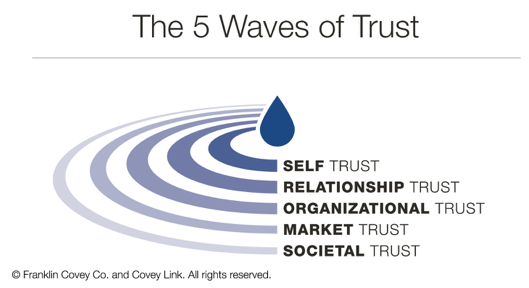 The 5 Waves of Trust
SELF TRUST
RELATIONSHIP TRUST
ORGANIZATIONAL TRUST
MARKET TRUST
SOCIETAL TRUST
© Franklin Covey Co. and Covey Link. All rights reserved.